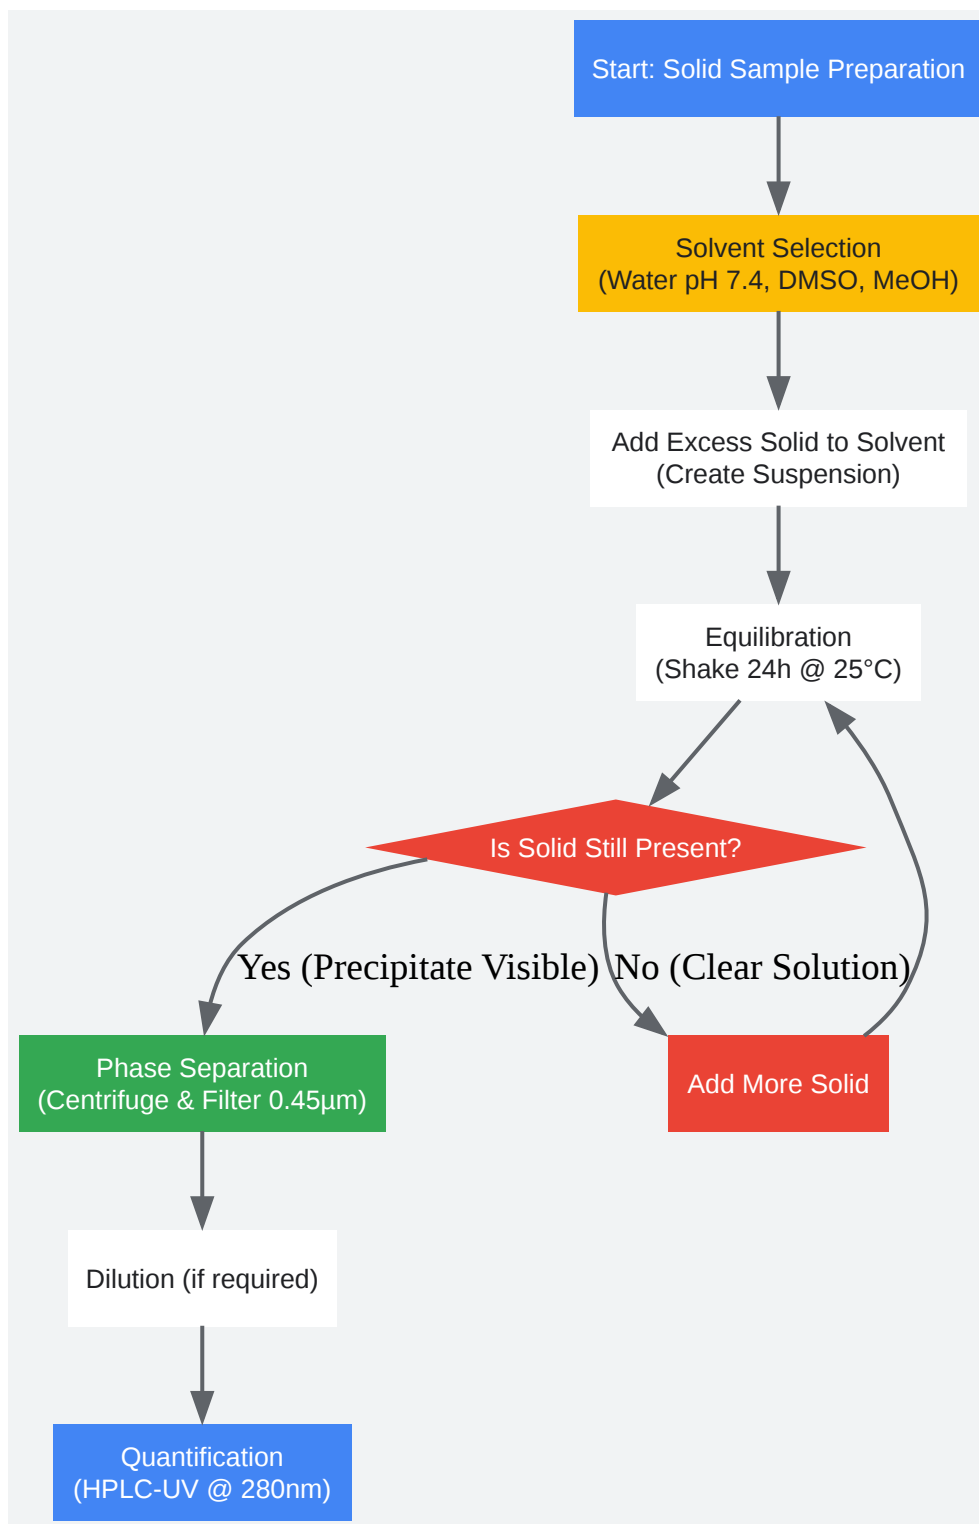 Start: Solid Sample Preparation
Solvent Selection
(Water pH 7.4, DMSO, MeOH)
Add Excess Solid to Solvent
(Create Suspension)
Equilibration
(Shake 24h @ 25°C)
Is Solid Still Present?
Yes (Precipitate Visible)
No (Clear Solution)
Phase Separation
(Centrifuge & Filter 0.45µm)
Add More Solid
Dilution (if required)
Quantification
(HPLC-UV @ 280nm)